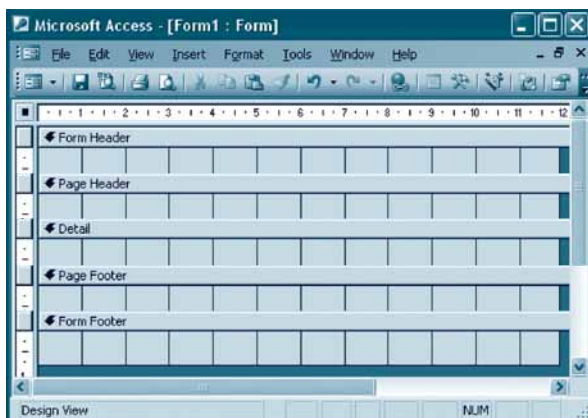 Microsoft Access - [Form1 : Form]
File Edit View Insert Format Tools Window Help
1 2 3 4 5 6 7 8 9 10 11 12
Form Header
Page Header
Detail
Page Footer
Form Footer
Design View NUM